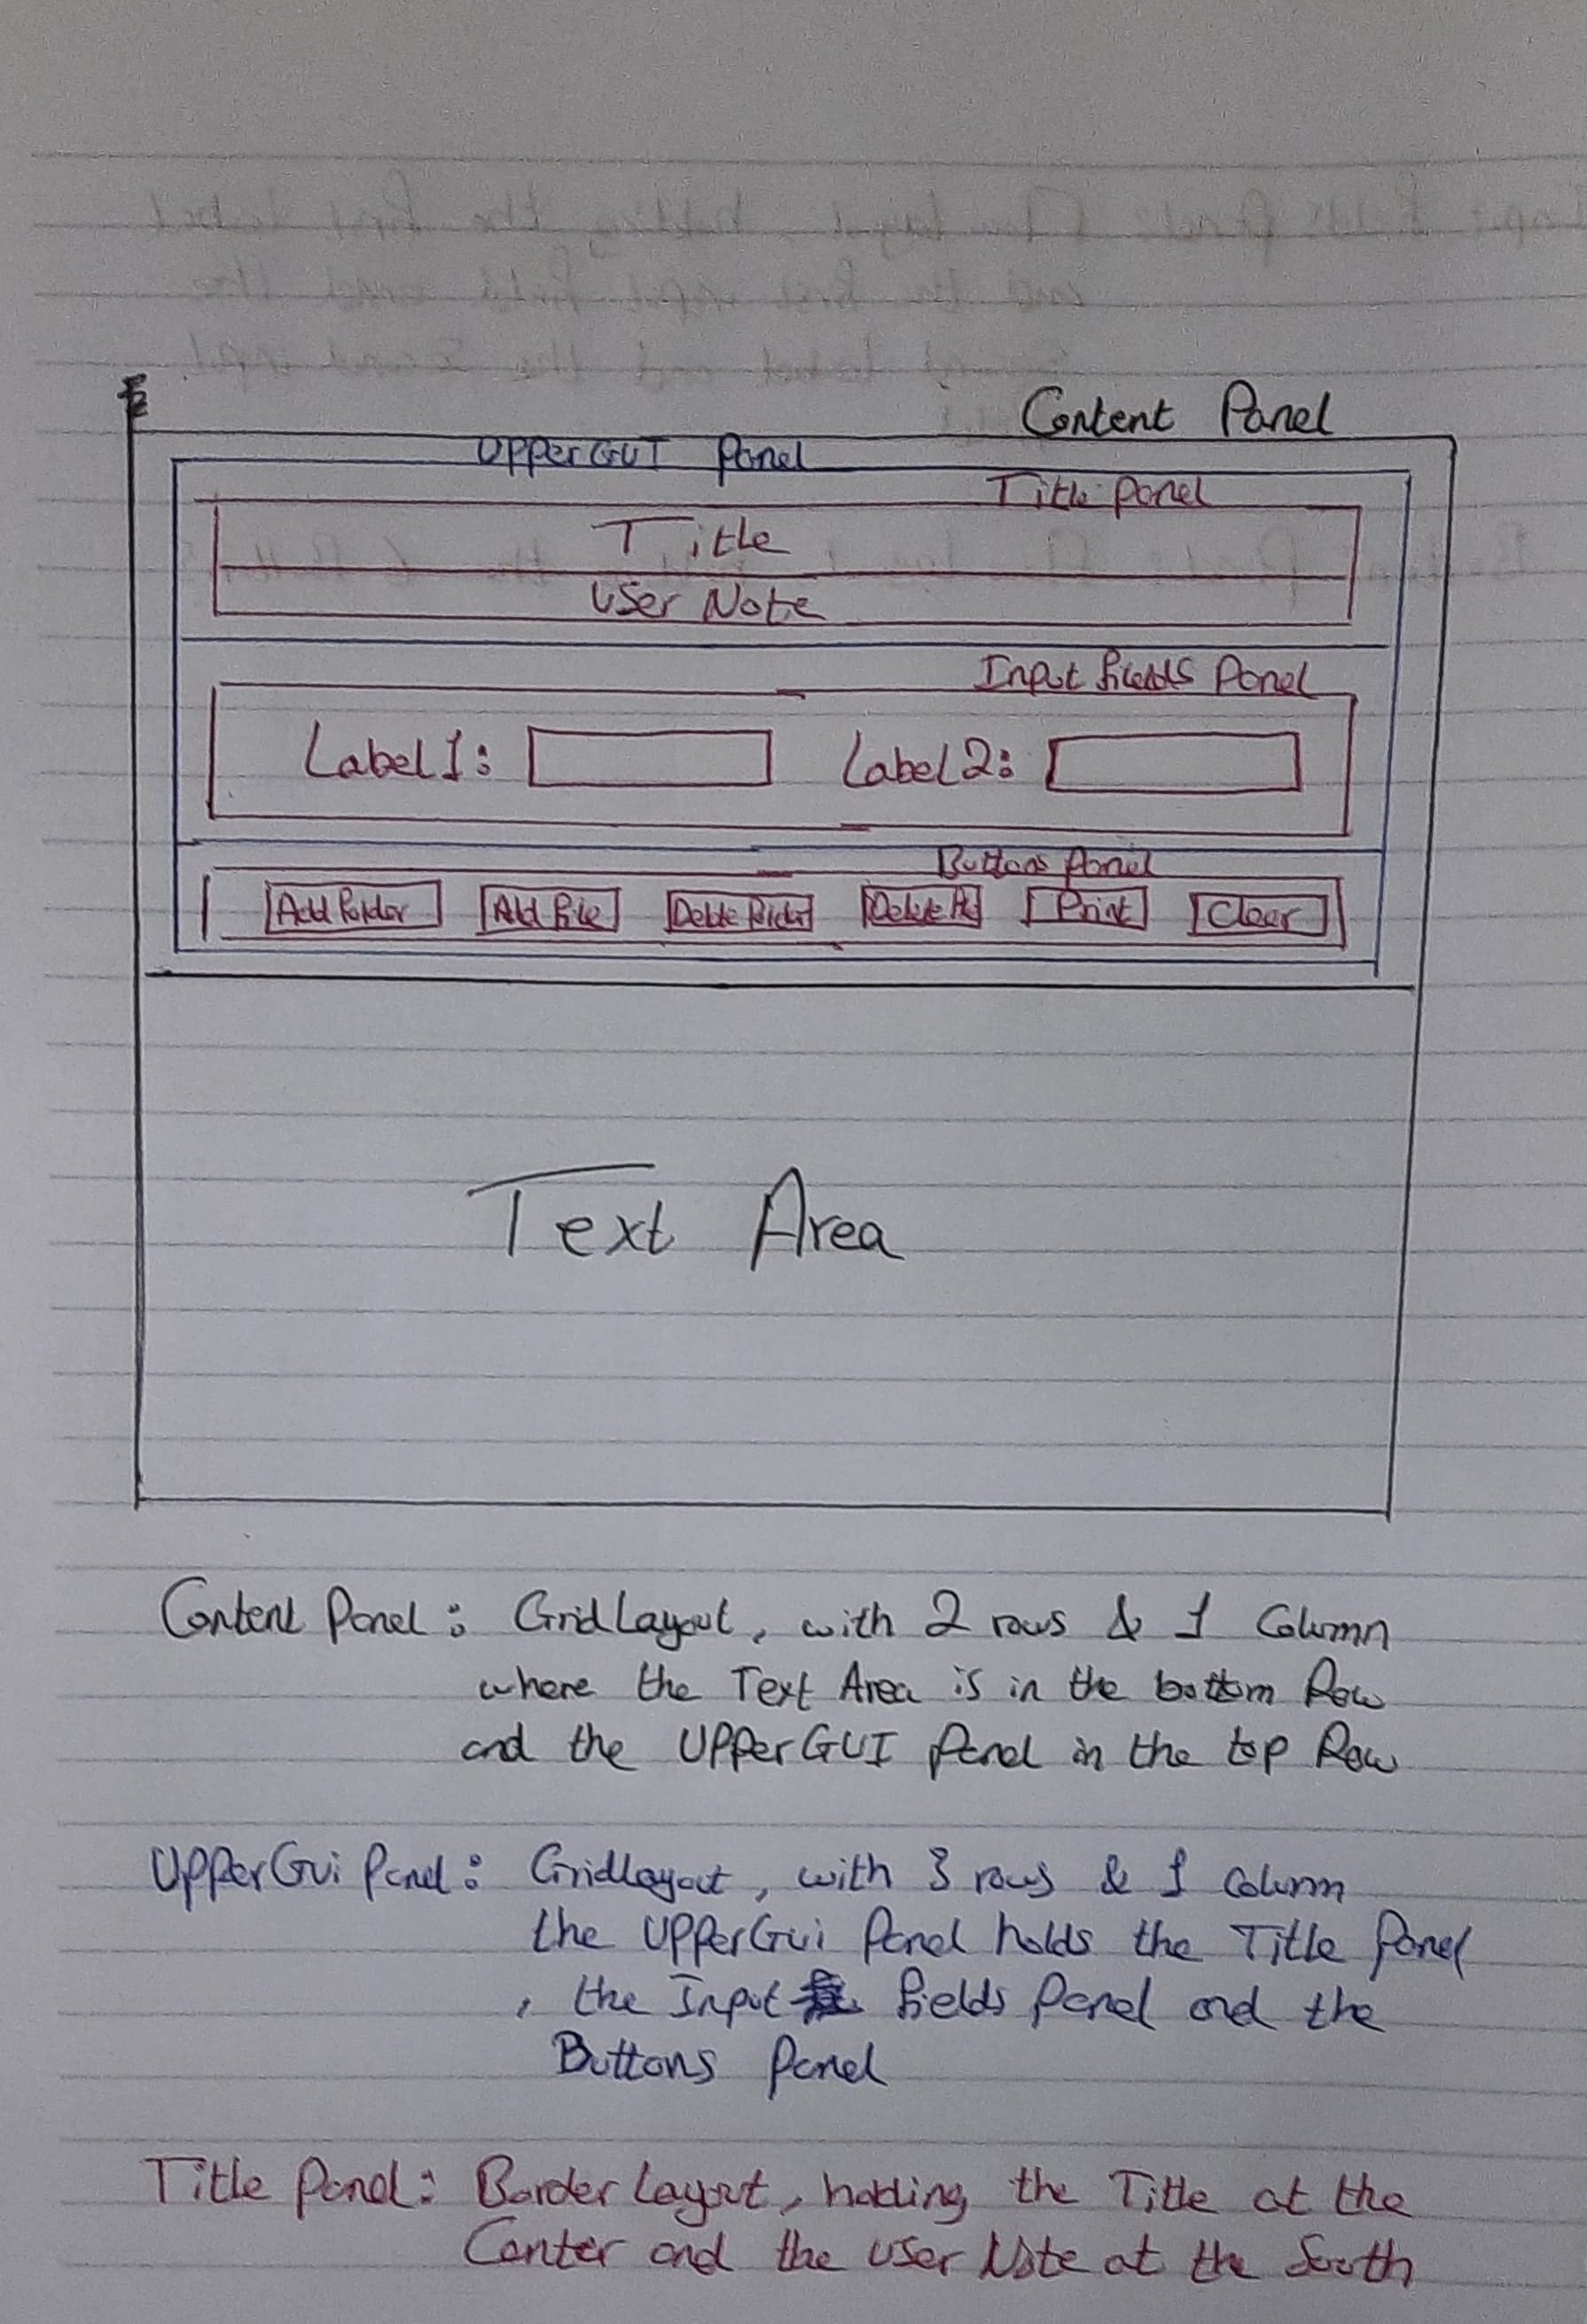 Content Panel
UPPerGUI Panel
Title Panel
Title
User Note
Input fields Panel
Label1:
Label2:
Buttons Panel
Add Folder
Add File
Delete Folder
Delete File
Print
Clear
Text Area
Content Panel: GridLayout, with 2 rows & 1 Column
where the Text Area is in the bottom Row
and the UPPerGUI Panel in the top Row
UPPerGui Panel: GridLayout, with 3 rows & 1 Column
the UPPerGui Panel holds the Title Panel
, the Input fields Panel and the
Buttons Panel
Title Panel: Border Layout, holding the Title at the
Center and the user Note at the South